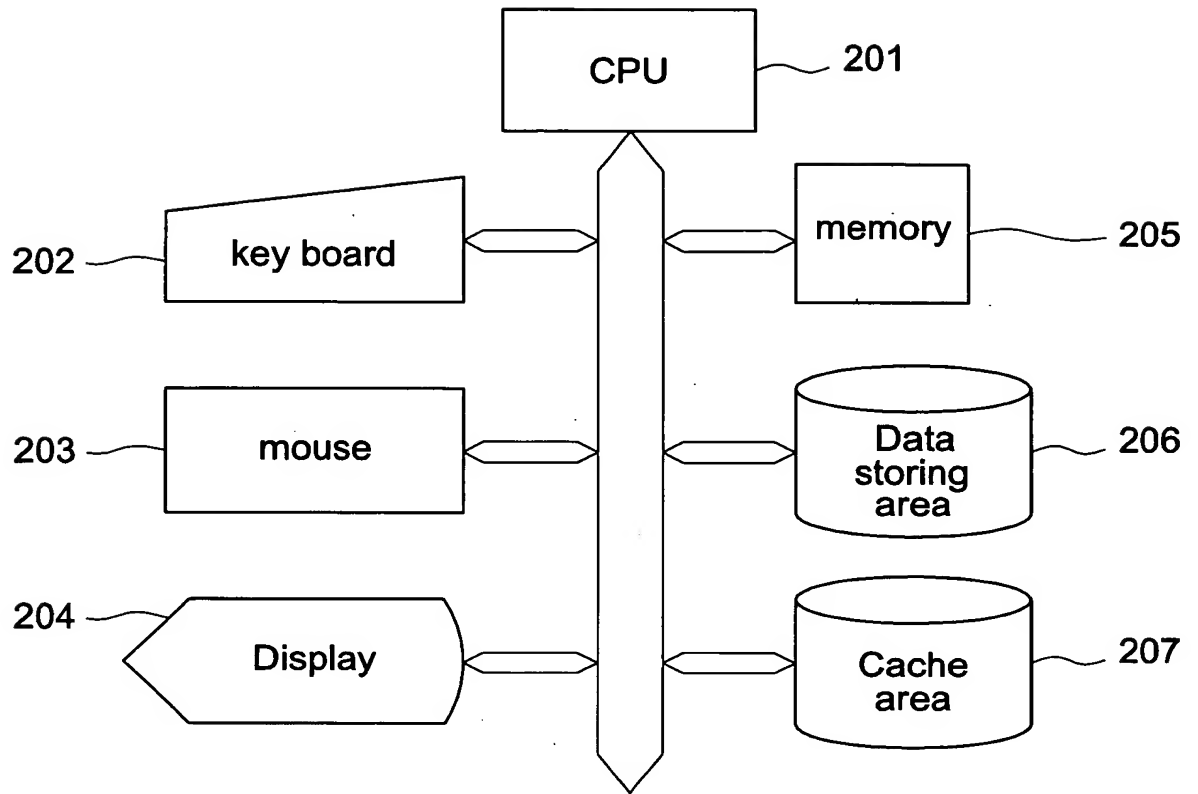 CPU
201
key board
202
memory
205
mouse
203
Data
storing
area
206
204
Display
Cache
area
207